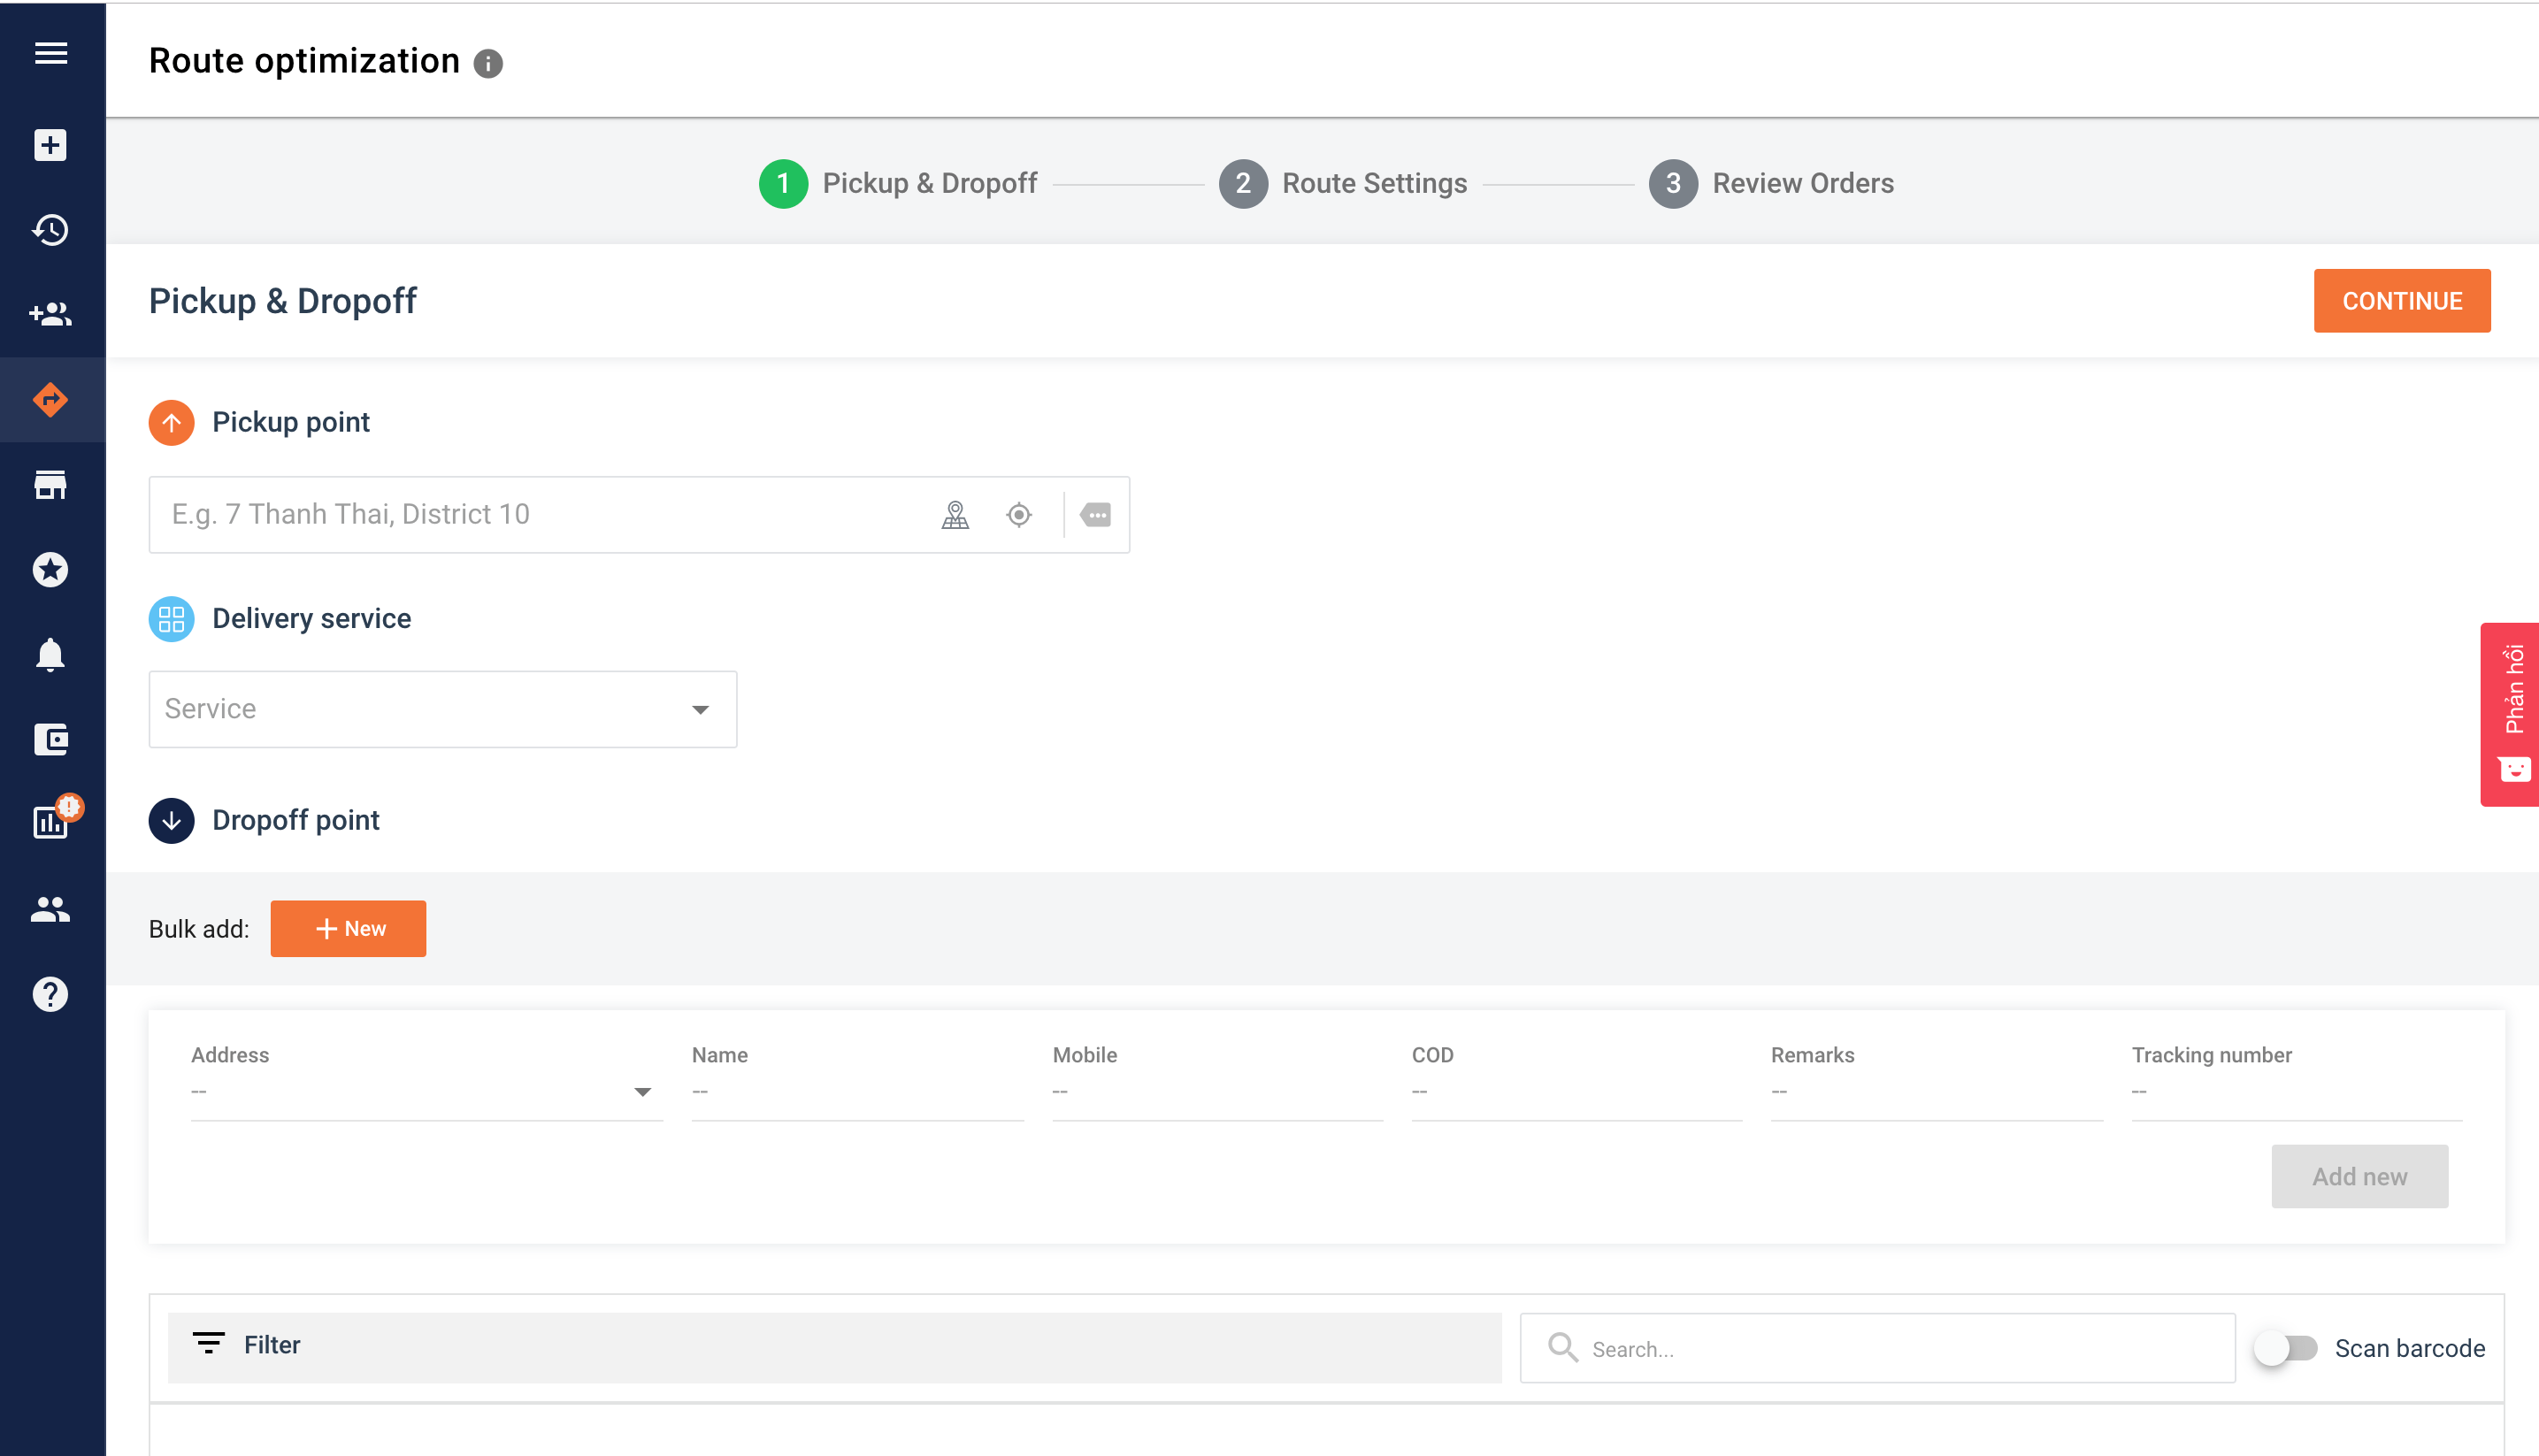 Route optimization
1 Pickup & Dropoff
2 Route Settings
3 Review Orders
Pickup & Dropoff
CONTINUE
Pickup point
E.g. 7 Thanh Thai, District 10
Delivery service
Service
Phản hồi
Dropoff point
Bulk add:
New
Address
Name
Mobile
COD
Remarks
Tracking number
--
--
--
--
--
--
Add new
Filter
Search...
Scan barcode